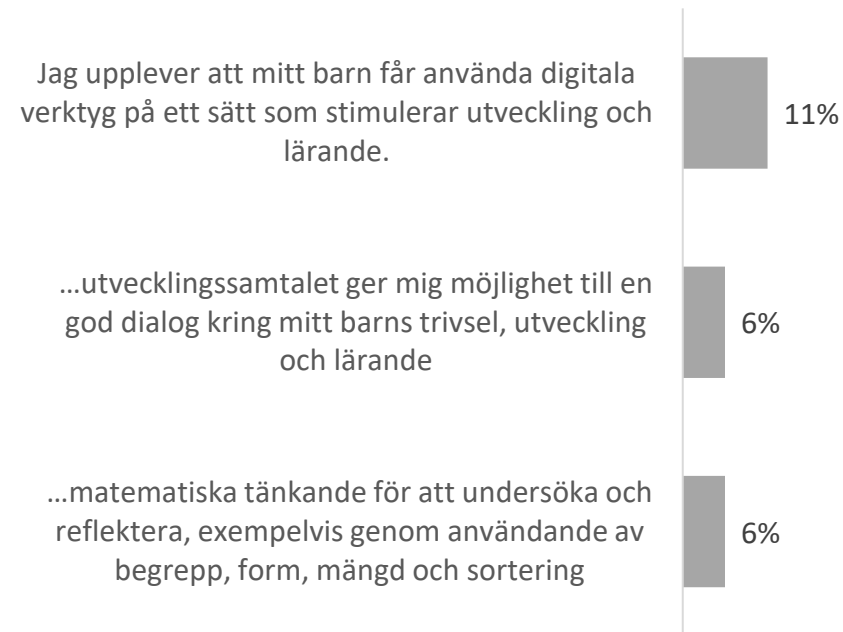 Jag upplever att mitt barn får använda digitala
verktyg på ett sätt som stimulerar utveckling och
lärande.
11%
...utvecklingssamtalet ger mig möjlighet till en
god dialog kring mitt barns trivsel, utveckling
och lärande
6%
...matematiska tänkande för att undersöka och
reflektera, exempelvis genom användande av
begrepp, form, mängd och sortering
6%